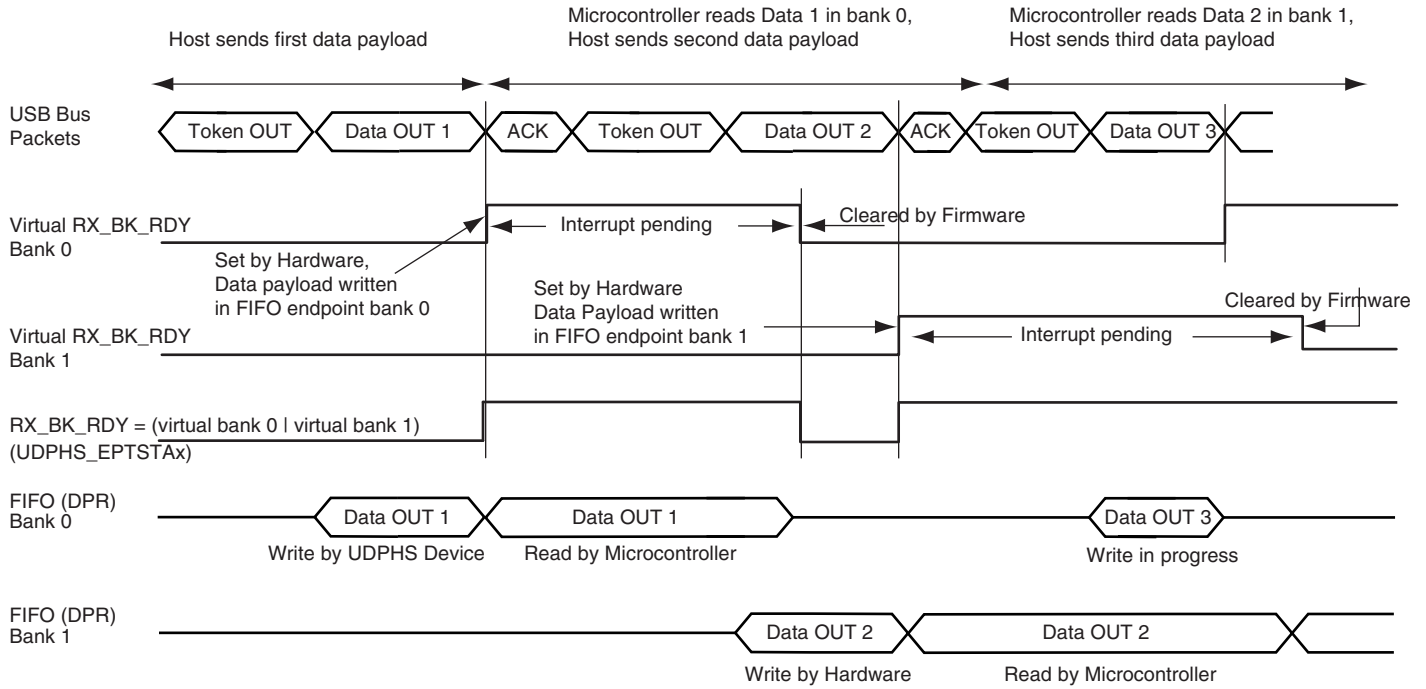 Host sends first data payload
Microcontroller reads Data 1 in bank 0,
Host sends second data payload
Microcontroller reads Data 2 in bank 1,
Host sends third data payload
USB Bus
Packets
Token OUT
Data OUT 1
ACK
Token OUT
Data OUT 2
ACK
Token OUT
Data OUT 3
Virtual RX_BK_RDY
Bank 0
Interrupt pending
Cleared by Firmware
Set by Hardware,
Data payload written
in FIFO endpoint bank 0
Set by Hardware
Data Payload written
in FIFO endpoint bank 1
Cleared by Firmware
Virtual RX_BK_RDY
Bank 1
Interrupt pending
RX_BK_RDY = (virtual bank 0 | virtual bank 1)
(UDPHS_EPTSTAx)
FIFO (DPR)
Bank 0
Data OUT 1
Data OUT 1
Data OUT 3
Write by UDPHS Device
Read by Microcontroller
Write in progress
FIFO (DPR)
Bank 1
Data OUT 2
Data OUT 2
Write by Hardware
Read by Microcontroller